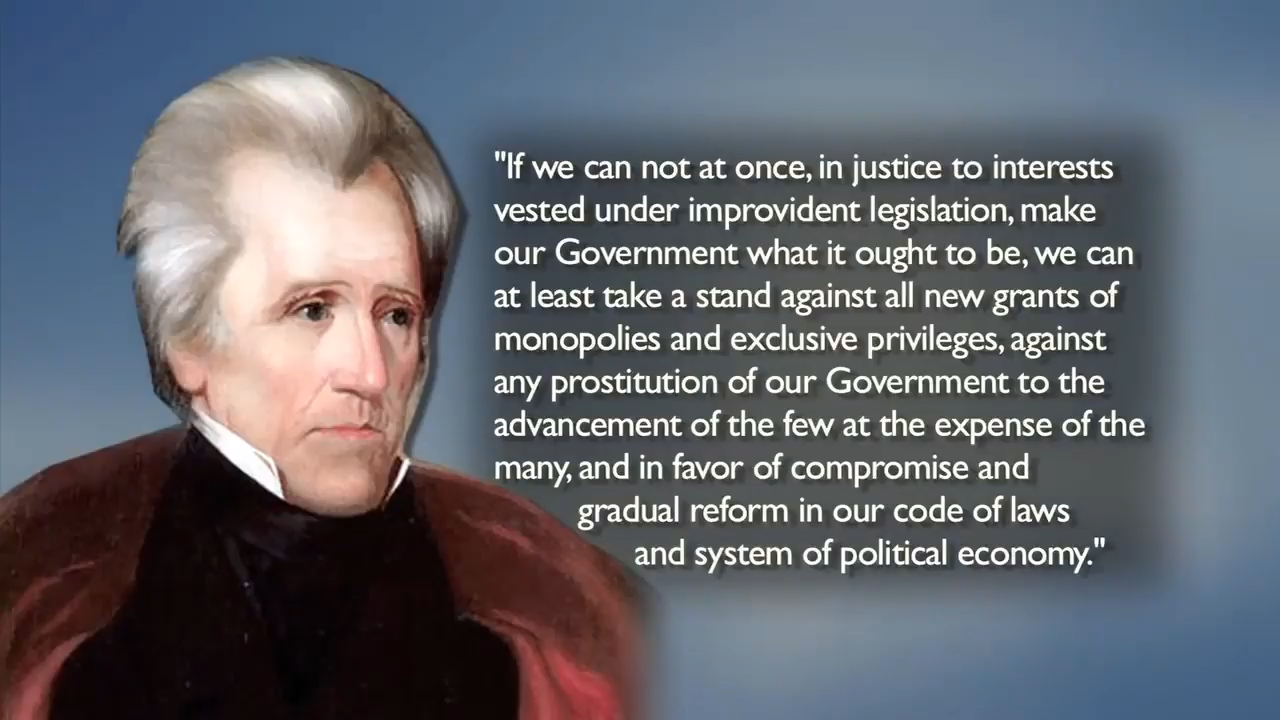 "If we can not at once, in justice to interests
vested under improvident legislation, make
our Government what it ought to be, we can
at least take a stand against all new grants of
monopolies and exclusive privileges, against
any prostitution of our Government to the
advancement of the few at the expense of the
many, and in favor of compromise and
gradual reform in our code of laws
and system of political economy."